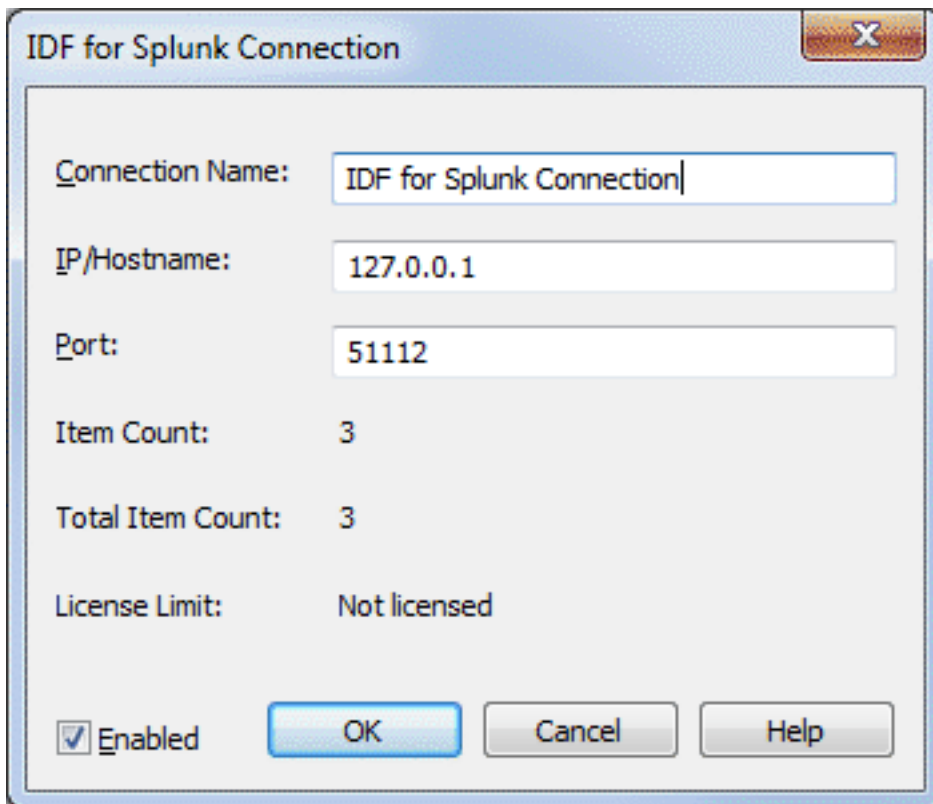 IDF for Splunk Connection
Connection Name: IDF for Splunk Connection
IP/Hostname: 127.0.0.1
Port: 51112
Item Count: 3
Total Item Count: 3
License Limit: Not licensed
Enabled OK Cancel Help